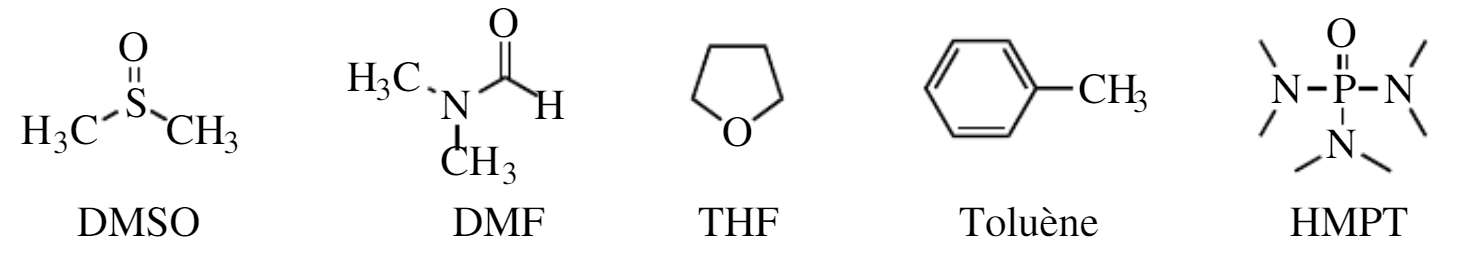 O
S
H3C
CH3
DMSO
O
H3C
N
H
CH3
DMF
O
THF
CH3
Toluène
O
N
P
N
N
HMPT